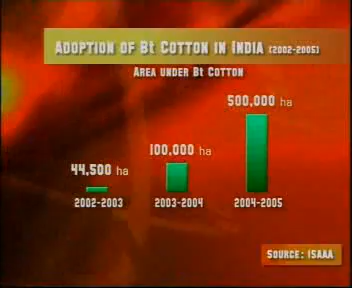 Adoption of Bt Cotton in India (2002-2005)
Area under Bt Cotton
500,000 ha
100,000 ha
44,500 ha
2002-2003 2003-2004 2004-2005
Source: ISAAA